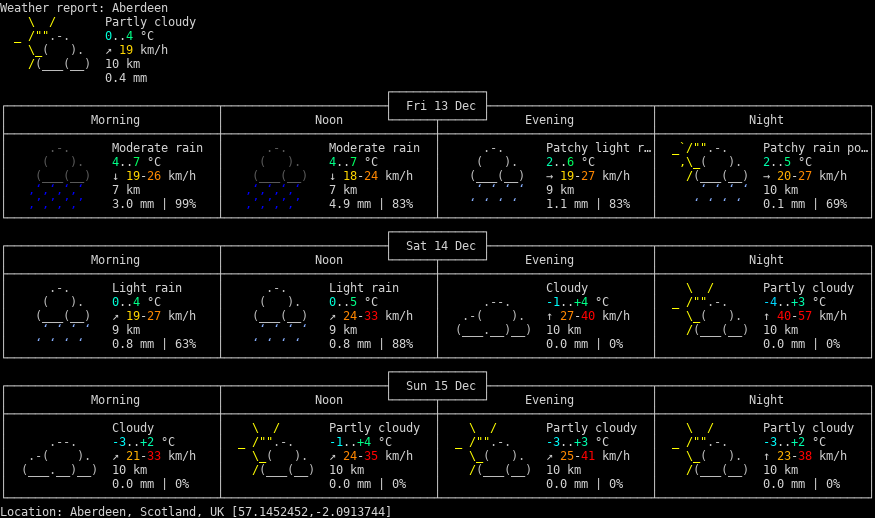 Weather report: Aberdeen
Partly cloudy
0..4 °C
↗ 19 km/h
10 km
0.4 mm
Fri 13 Dec
Morning Noon Evening Night
Moderate rain Moderate rain Patchy light r… Patchy rain po…
4..7 °C 4..7 °C 2..6 °C 2..5 °C
↓ 19-26 km/h ↓ 18-24 km/h → 19-27 km/h → 20-27 km/h
7 km 7 km 9 km 10 km
3.0 mm | 99% 4.9 mm | 83% 1.1 mm | 83% 0.1 mm | 69%
Sat 14 Dec
Morning Noon Evening Night
Light rain Light rain Cloudy Partly cloudy
0..4 °C 0..5 °C -1..+4 °C -4..+3 °C
↗ 19-27 km/h ↗ 24-33 km/h ↑ 27-40 km/h ↑ 40-57 km/h
9 km 9 km 10 km 10 km
0.8 mm | 63% 0.8 mm | 88% 0.0 mm | 0% 0.0 mm | 0%
Sun 15 Dec
Morning Noon Evening Night
Cloudy Partly cloudy Partly cloudy Partly cloudy
-3..+2 °C -1..+4 °C -3..+3 °C -3..+2 °C
↗ 21-33 km/h ↗ 24-35 km/h ↗ 25-41 km/h ↑ 23-38 km/h
10 km 10 km 10 km 10 km
0.0 mm | 0% 0.0 mm | 0% 0.0 mm | 0% 0.0 mm | 0%
Location: Aberdeen, Scotland, UK [57.1452452,-2.0913744]